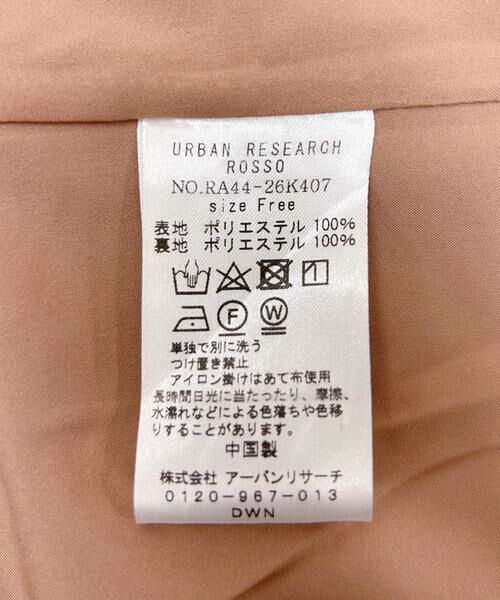 URBAN RESEARCH
ROSSO
NO.RA44-26K407
size Free
表地 ポリエステル 100%
裏地 ポリエステル 100%
F W
単独で別に洗う
つけ置き禁止
アイロン掛けはあて布使用
長時間日光に当たったり、摩擦、
水濡れなどによる色落ちや色移
りすることがあります。
中国製
株式会社 アーバンリサーチ
0120-967-013
DWN